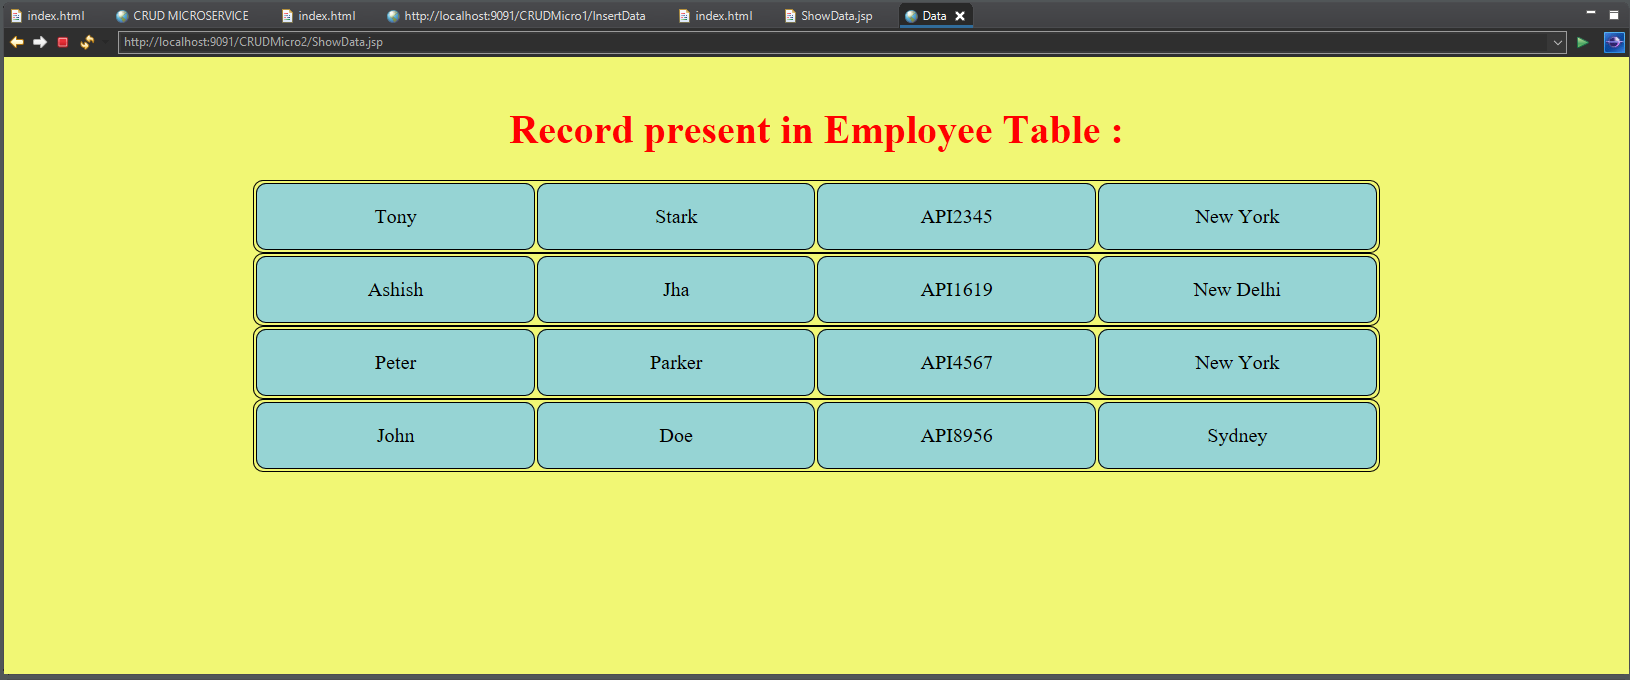 index.html CRUD MICROSERVICE index.html http://localhost:9091/CRUDMicro1/InsertData index.html ShowData.jsp Data
http://localhost:9091/CRUDMicro2/ShowData.jsp
Record present in Employee Table :
Tony Stark API2345 New York
Ashish Jha API1619 New Delhi
Peter Parker API4567 New York
John Doe API8956 Sydney